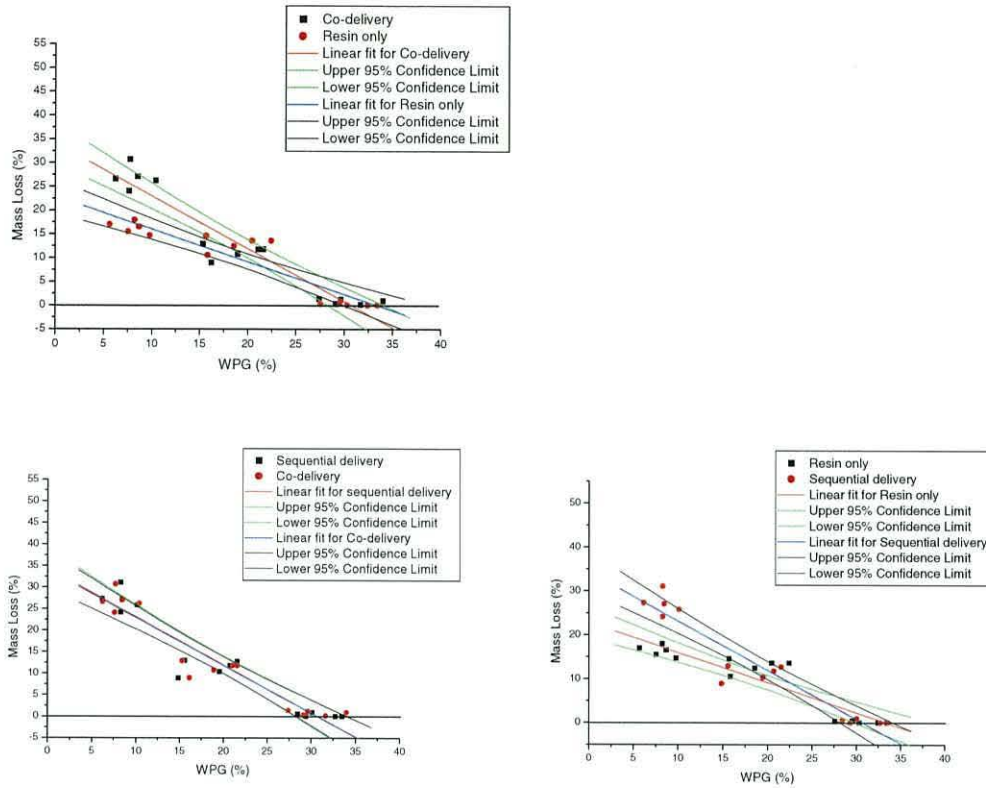 Co-delivery
Resin only
Linear fit for Co-delivery
Upper 95% Confidence Limit
Lower 95% Confidence Limit
Linear fit for Resin only
Upper 95% Confidence Limit
Lower 95% Confidence Limit
Mass Loss (%)
55
50
45
40
35
30
25
20
15
10
5
0
-5
0 5 10 15 20 25 30 35 40
WPG (%)
Sequential delivery
Co-delivery
Linear fit for sequential delivery
Upper 95% Confidence Limit
Lower 95% Confidence Limit
Linear fit for Co-delivery
Upper 95% Confidence Limit
Lower 95% Confidence Limit
Mass Loss (%)
55
50
45
40
35
30
25
20
15
10
5
0
-5
0 5 10 15 20 25 30 35 40
WPG (%)
Resin only
Sequential delivery
Linear fit for Resin only
Upper 95% Confidence Limit
Lower 95% Confidence Limit
Linear fit for Sequential delivery
Upper 95% Confidence Limit
Lower 95% Confidence Limit
Mass Loss (%)
50
40
30
20
10
0
0 5 10 15 20 25 30 35 40
WPG (%)